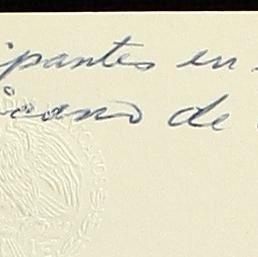 ipantes en
icano de